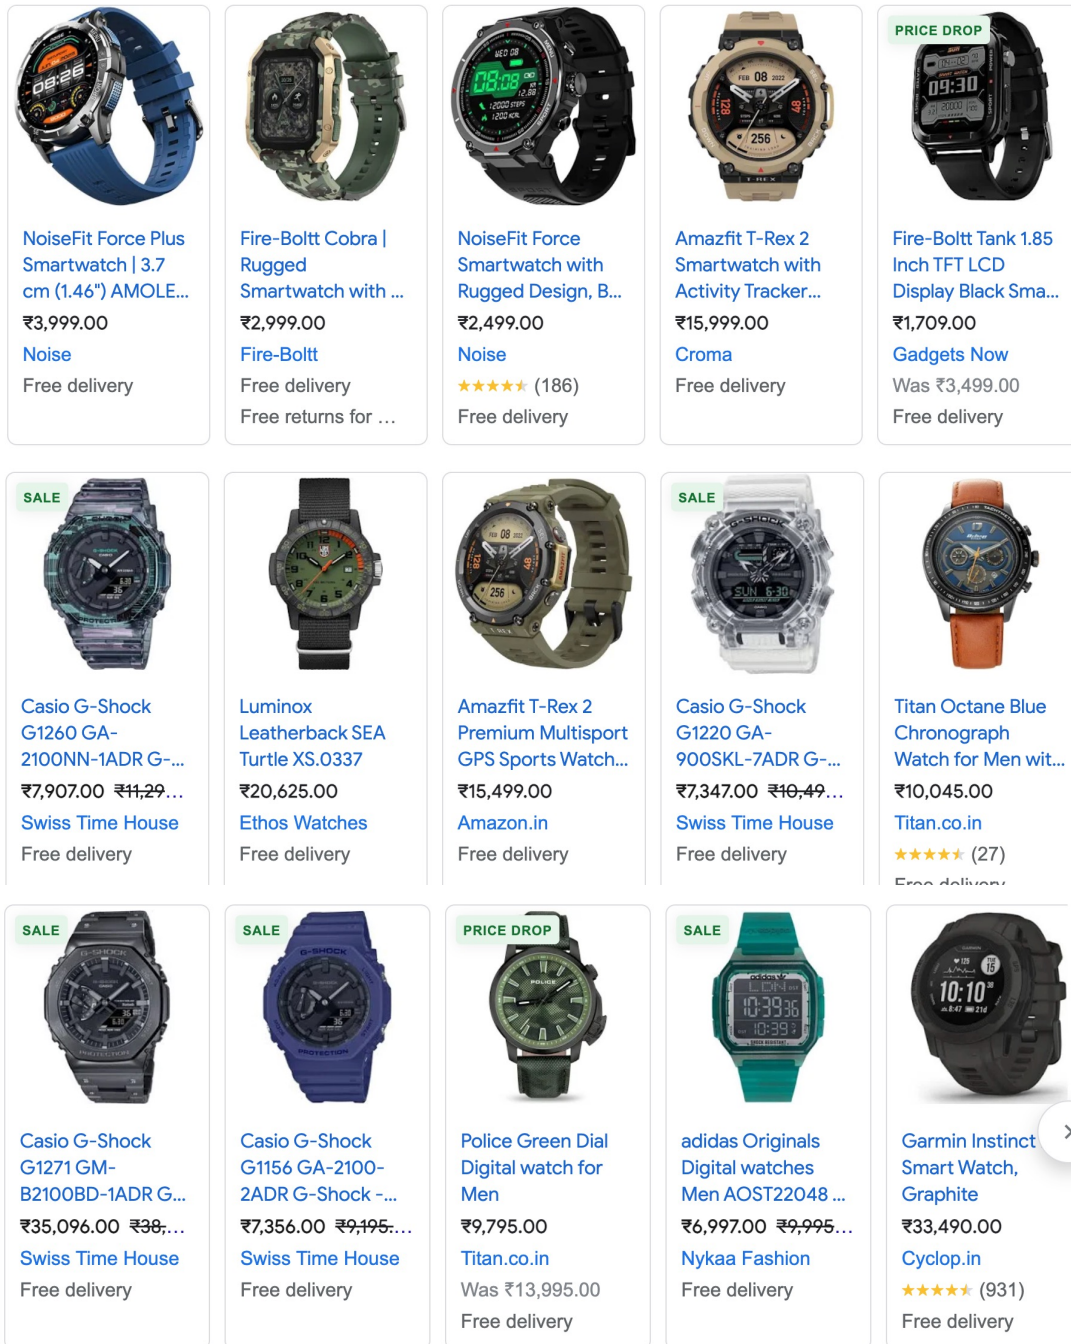 PRICE DROP
NoiseFit Force Plus
Smartwatch | 3.7
cm (1.46") AMOLE...
₹3,999.00
Noise
Free delivery
Fire-Boltt Cobra |
Rugged
Smartwatch with ...
₹2,999.00
Fire-Boltt
Free delivery
Free returns for ...
NoiseFit Force
Smartwatch with
Rugged Design, B...
₹2,499.00
Noise
(186)
Free delivery
Amazfit T-Rex 2
Smartwatch with
Activity Tracker...
₹15,999.00
Croma
Free delivery
Fire-Boltt Tank 1.85
Inch TFT LCD
Display Black Sma...
₹1,709.00
Gadgets Now
Was ₹3,499.00
Free delivery
SALE
Casio G-Shock
G1260 GA-
2100NN-1ADR G-...
₹7,907.00 ₹11,29...
Swiss Time House
Free delivery
Luminox
Leatherback SEA
Turtle XS.0337
₹20,625.00
Ethos Watches
Free delivery
Amazfit T-Rex 2
Premium Multisport
GPS Sports Watch...
₹15,499.00
Amazon.in
Free delivery
SALE
Casio G-Shock
G1220 GA-
900SKL-7ADR G-...
₹7,347.00 ₹10,49...
Swiss Time House
Free delivery
Titan Octane Blue
Chronograph
Watch for Men wit...
₹10,045.00
Titan.co.in
(27)
Free delivery
SALE
Casio G-Shock
G1271 GM-
B2100BD-1ADR G...
₹35,096.00 ₹38,...
Swiss Time House
Free delivery
SALE
Casio G-Shock
G1156 GA-2100-
2ADR G-Shock -...
₹7,356.00 ₹9,195....
Swiss Time House
Free delivery
PRICE DROP
Police Green Dial
Digital watch for
Men
₹9,795.00
Titan.co.in
Was ₹13,995.00
Free delivery
SALE
adidas Originals
Digital watches
Men AOST22048 ...
₹6,997.00 ₹9,995...
Nykaa Fashion
Free delivery
Garmin Instinct
Smart Watch,
Graphite
₹33,490.00
Cyclop.in
(931)
Free delivery